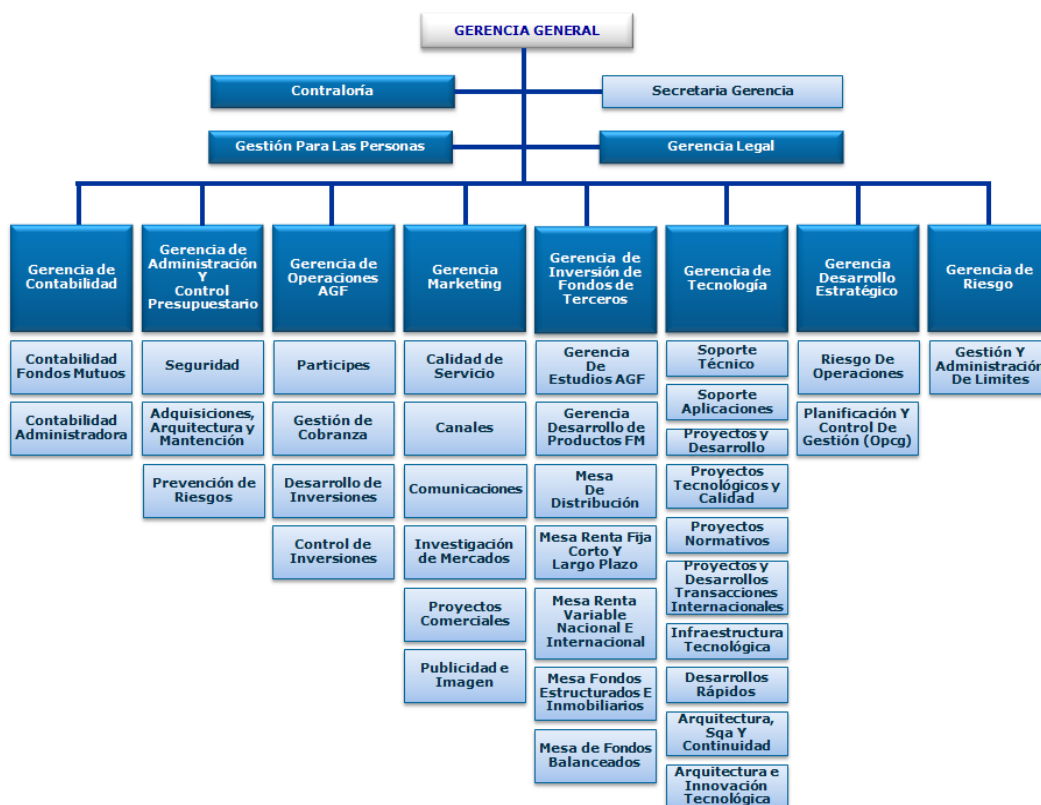 GERENCIA GENERAL
Contraloría
Secretaria Gerencia
Gestión Para Las Personas
Gerencia Legal
Gerencia de
Contabilidad
Gerencia de
Administración
Y
Control
Presupuestario
Gerencia de
Operaciones
AGF
Gerencia
Marketing
Gerencia de
Inversión de
Fondos de
Terceros
Gerencia de
Tecnología
Gerencia
Desarrollo
Estratégico
Gerencia de
Riesgo
Contabilidad
Fondos Mutuos
Contabilidad
Administradora
Seguridad
Adquisiciones,
Arquitectura y
Mantención
Prevención de
Riesgos
Participes
Gestión de
Cobranza
Desarrollo de
Inversiones
Control de
Inversiones
Calidad de
Servicio
Canales
Comunicaciones
Investigación
de Mercados
Proyectos
Comerciales
Publicidad e
Imagen
Gerencia
De
Estudios AGF
Gerencia
Desarrollo de
Productos FM
Mesa
De
Distribución
Mesa Renta Fija
Corto Y
Largo Plazo
Mesa Renta
Variable
Nacional E
Internacional
Mesa Fondos
Estructurados E
Inmobiliarios
Mesa de Fondos
Balanceados
Soporte
Técnico
Soporte
Aplicaciones
Proyectos y
Desarrollo
Proyectos
Tecnológicos y
Calidad
Proyectos
Normativos
Proyectos y
Desarrollos
Transacciones
Internacionales
Infraestructura
Tecnológica
Desarrollos
Rápidos
Arquitectura,
Sqa Y
Continuidad
Arquitectura e
Innovación
Tecnológica
Riesgo De
Operaciones
Planificación Y
Control De
Gestión (Opcg)
Gestión Y
Administración
De Limites